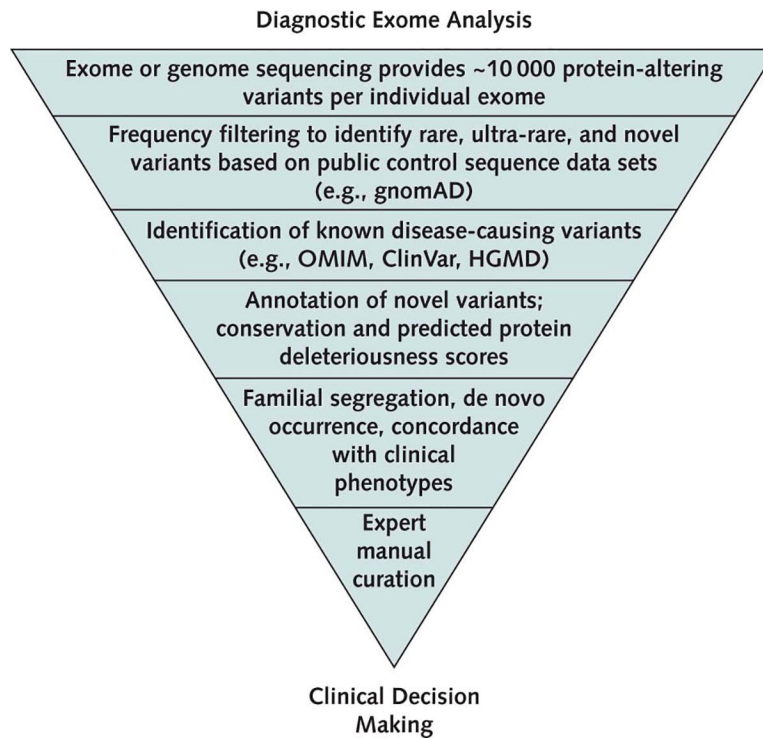 Diagnostic Exome Analysis
Exome or genome sequencing provides ~10 000 protein-altering
variants per individual exome
Frequency filtering to identify rare, ultra-rare, and novel
variants based on public control sequence data sets
(e.g., gnomAD)
Identification of known disease-causing variants
(e.g., OMIM, ClinVar, HGMD)
Annotation of novel variants;
conservation and predicted protein
deleteriousness scores
Familial segregation, de novo
occurrence, concordance
with clinical
phenotypes
Expert
manual
curation
Clinical Decision
Making